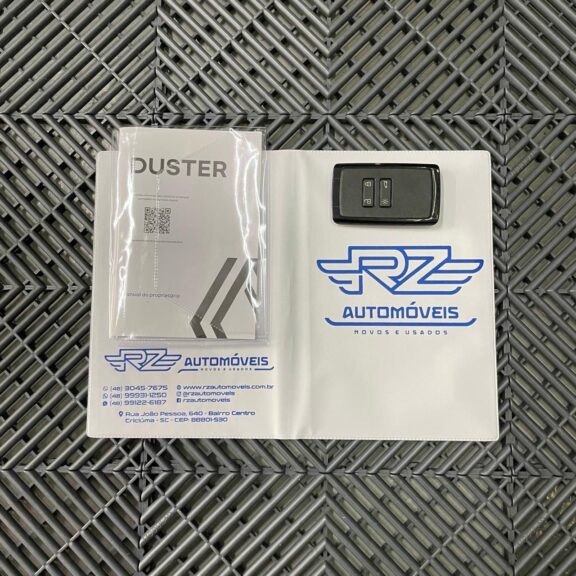 DUSTER
anual do proprietário
RZ
AUTOMÓVEIS
NOVOS E USADOS
RZ AUTOMÓVEIS
NOVOS E USADOS
(48) 3045-7675
(48) 99931-1250
(48) 99122-6187
www.rzautomoveis.com.br
@rzautomoveis
rzautomoveis
Rua João Pessoa, 640 - Bairro Centro
Criciúma - SC - CEP: 88801-530